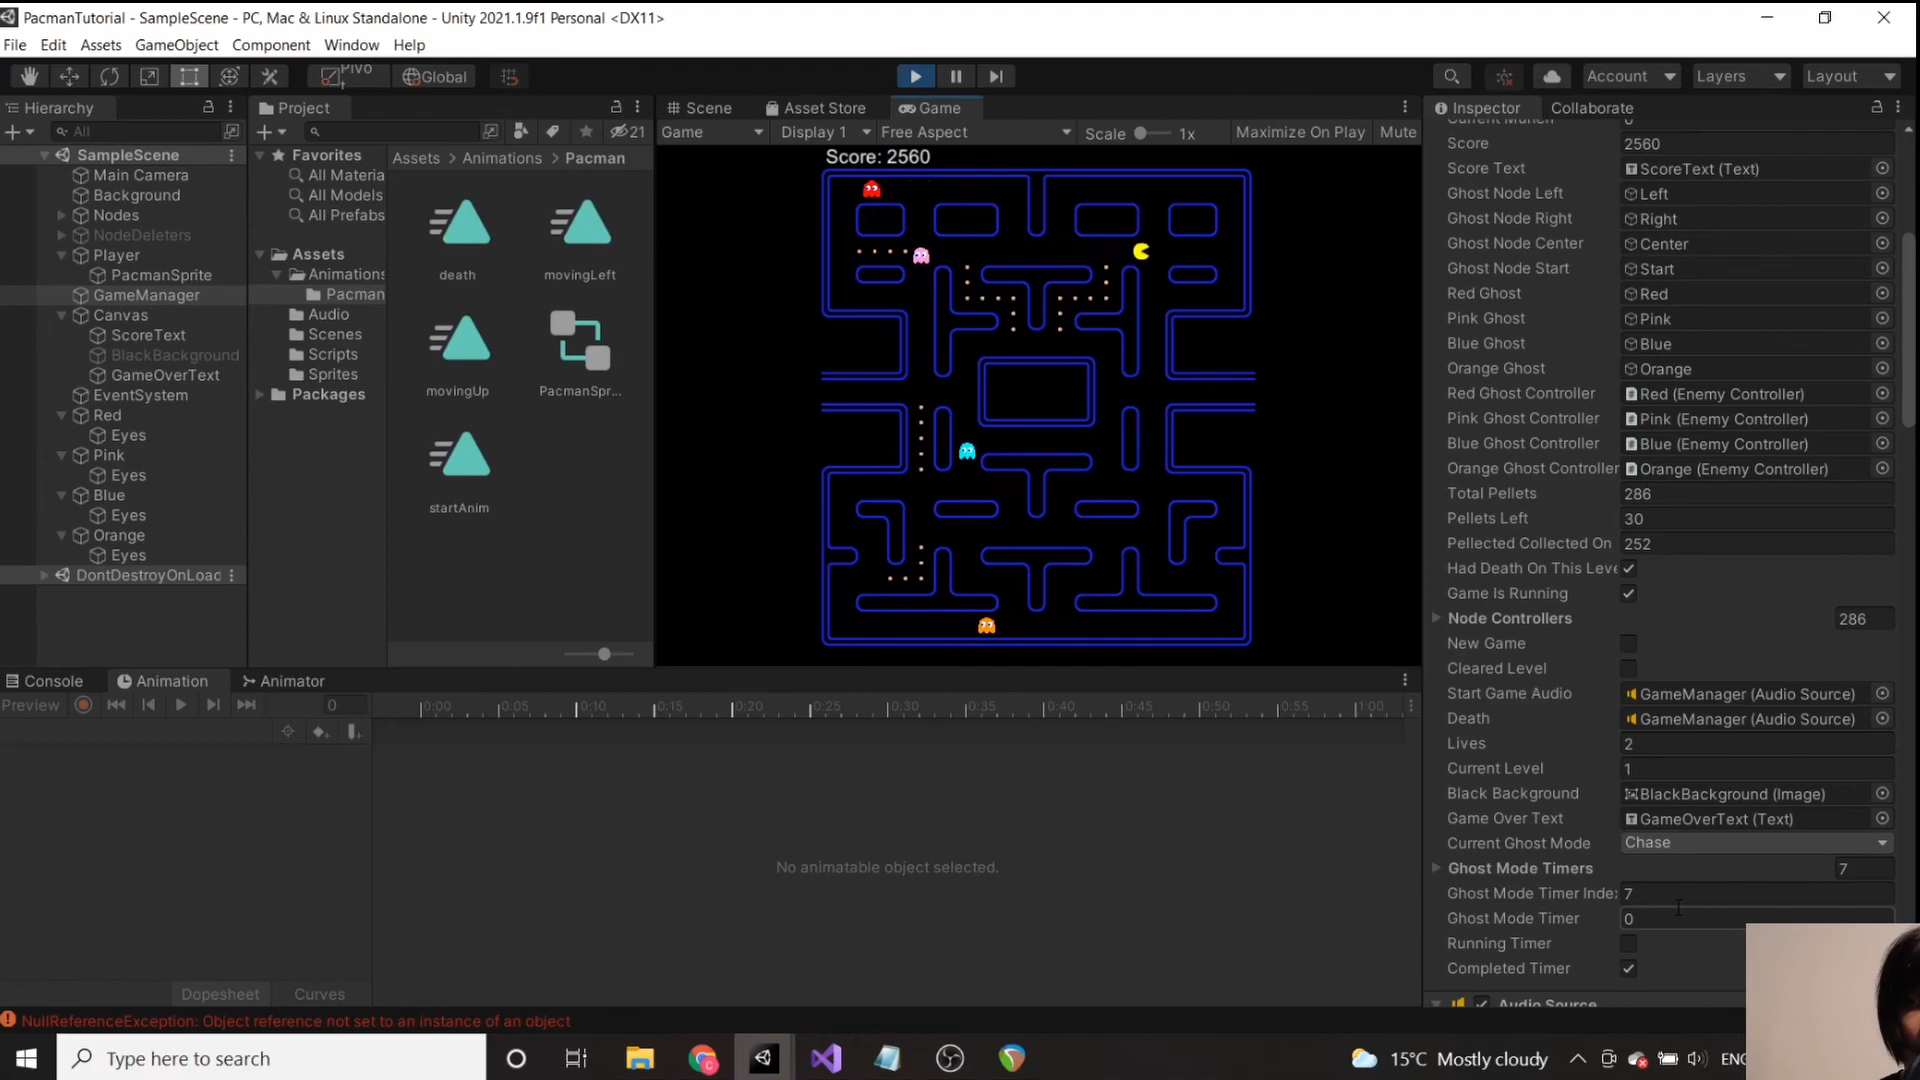 PacmanTutorial - SampleScene - PC, Mac & Linux Standalone - Unity 2021.1.9f1 Personal <DX11>
File Edit Assets GameObject Component Window Help
Pivo
t
Global
Account
Layers
Layout
Hierarchy
All
SampleScene
Main Camera
Background
Nodes
NodeDeleters
Player
PacmanSprite
GameManager
Canvas
ScoreText
BlackBackground
GameOverText
EventSystem
Red
Eyes
Pink
Eyes
Blue
Eyes
Orange
Eyes
DontDestroyOnLoad
Project
21
Favorites
All Materia
All Models
All Prefabs
Assets
Animations
Pacman
Audio
Scenes
Scripts
Sprites
Packages
Assets > Animations > Pacman
death
movingLeft
movingUp
PacmanSpr...
startAnim
Scene
Asset Store
Game
Game
Display 1
Free Aspect
Scale
1x
Maximize On Play
Mute
Score: 2560
Inspector
Collaborate
Score 2560
Score Text ScoreText (Text)
Ghost Node Left Left
Ghost Node Right Right
Ghost Node Center Center
Ghost Node Start Start
Red Ghost Red
Pink Ghost Pink
Blue Ghost Blue
Orange Ghost Orange
Red Ghost Controller Red (Enemy Controller)
Pink Ghost Controller Pink (Enemy Controller)
Blue Ghost Controller Blue (Enemy Controller)
Orange Ghost Controller Orange (Enemy Controller)
Total Pellets 286
Pellets Left 30
Pellected Collected On 252
Had Death On This Leve
Game Is Running
Node Controllers 286
New Game
Cleared Level
Start Game Audio GameManager (Audio Source)
Death GameManager (Audio Source)
Lives 2
Current Level 1
Black Background BlackBackground (Image)
Game Over Text GameOverText (Text)
Current Ghost Mode Chase
Ghost Mode Timers 7
Ghost Mode Timer Index 7
Ghost Mode Timer 0
Running Timer
Completed Timer
Audio Source
Console
Animation
Animator
Preview
0
0:00 0:05 0:10 0:15 0:20 0:25 0:30 0:35 0:40 0:45 0:50 0:55 1:00
No animatable object selected.
Dopesheet
Curves
NullReferenceException: Object reference not set to an instance of an object
Type here to search
15°C Mostly cloudy
ENG